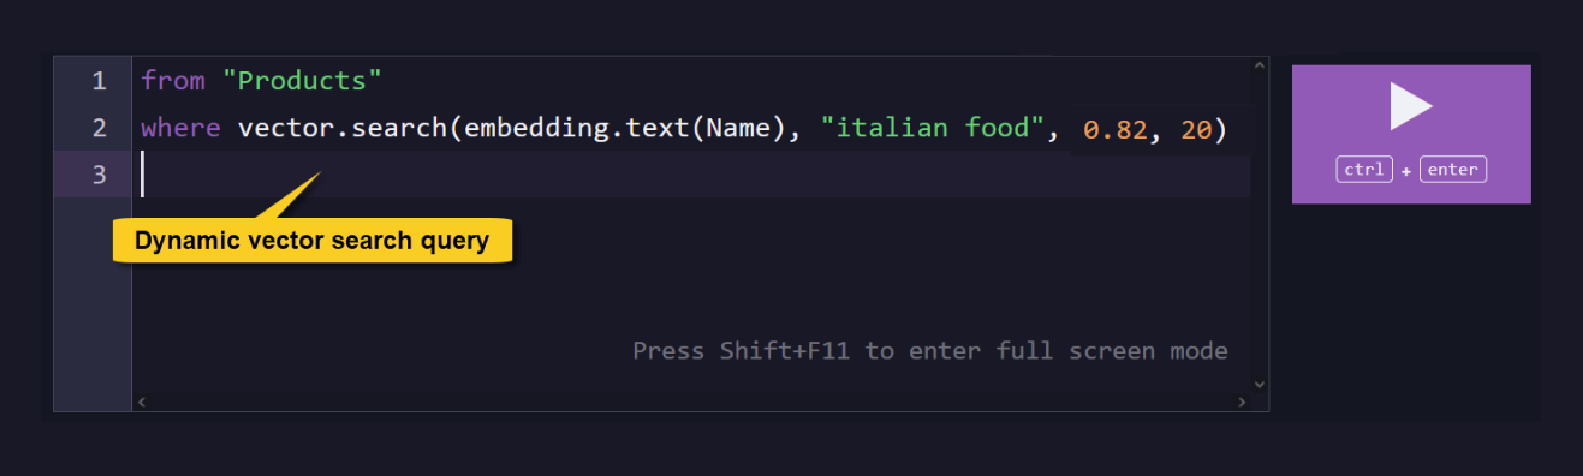 1 from "Products"
2 where vector.search(embedding.text(Name), "italian food", 0.82, 20)
3
ctrl + enter
Dynamic vector search query
Press Shift+F11 to enter full screen mode